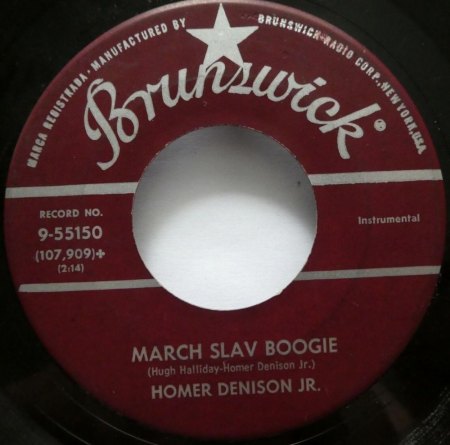 MARCA REGISTRADA · MANUFACTURED BY BRUNSWICK-RADIO CORP., NEW YORK, USA
Brunswick®
RECORD NO.
9-55150
(107,909)+
(2:14)
Instrumental
MARCH SLAV BOOGIE
(Hugh Halliday-Homer Denison Jr.)
HOMER DENISON JR.